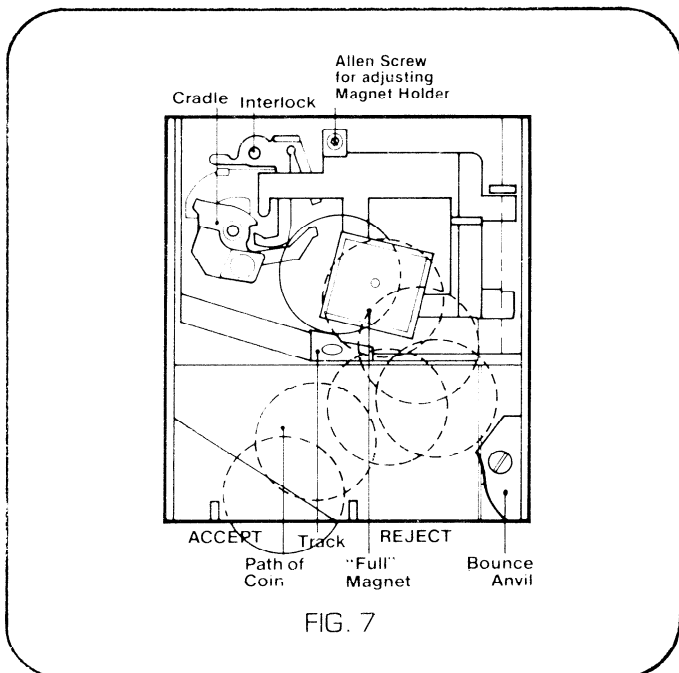 Allen Screw
for adjusting
Magnet Holder
Cradle
Interlock
ACCEPT
Track
REJECT
Path of
Coin
"Full"
Magnet
Bounce
Anvil
FIG. 7